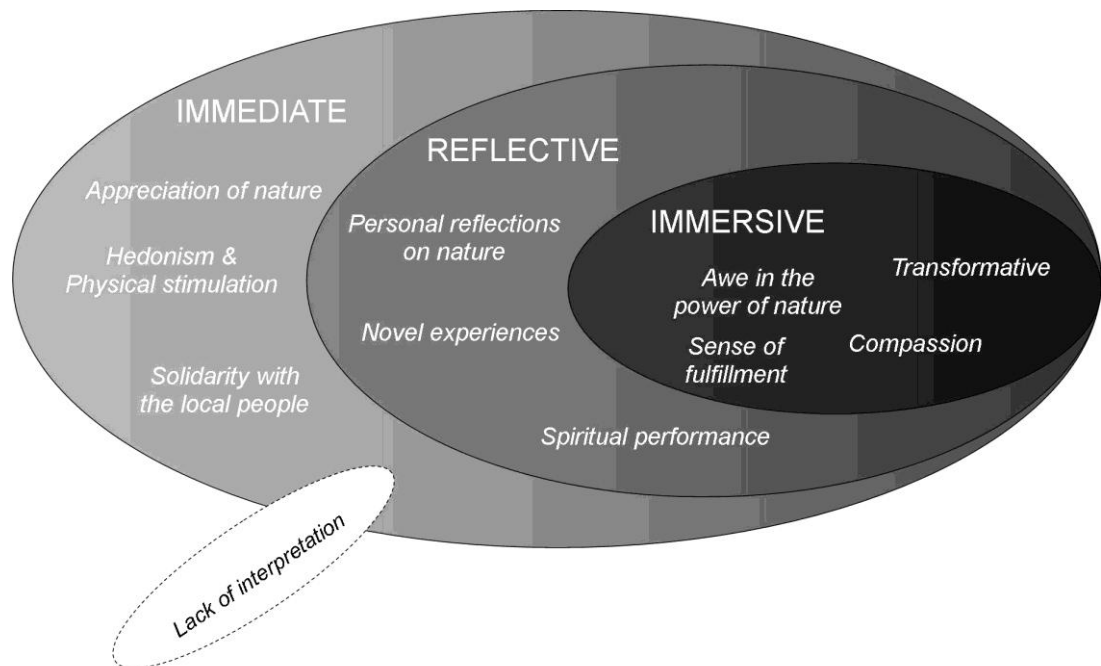 IMMEDIATE
Appreciation of nature
Hedonism &
Physical stimulation
Solidarity with
the local people
REFLECTIVE
Personal reflections
on nature
Novel experiences
Spiritual performance
IMMERSIVE
Awe in the
power of nature
Sense of
fulfillment
Transformative
Compassion
Lack of interpretation